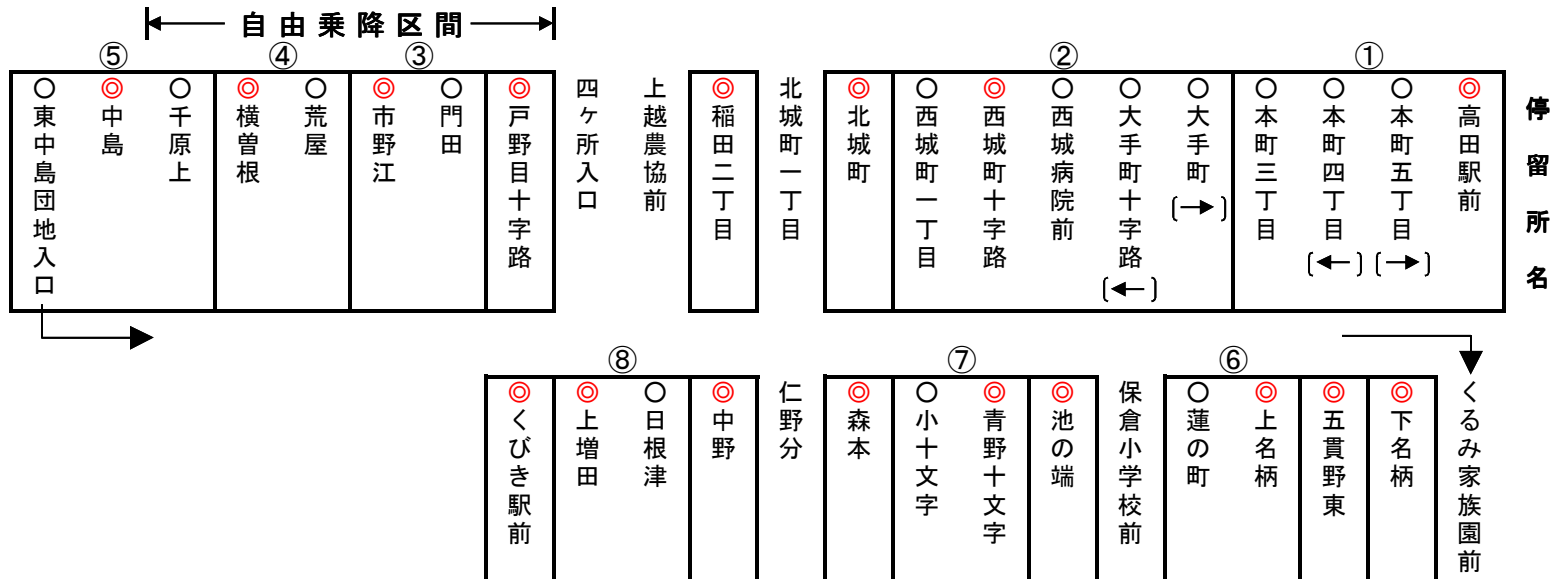 自由乗降区間
停留所名
①
◎高田駅前
○本町五丁目(→)
○本町四丁目(←)
○本町三丁目
②
○大手町(→)
○大手町十字路(←)
○西城病院前
◎西城町十字路
○西城町一丁目
◎北城町
北城町一丁目
◎稲田二丁目
上越農協前
四ケ所入口
◎戸野目十字路
③
○門田
◎市野江
④
○荒屋
◎横曽根
⑤
○千原上
◎中島
○東中島団地入口
くるみ家族園前
◎下名柄
◎五貫野東
⑥
◎上名柄
○蓮の町
保倉小学校前
◎池の端
⑦
◎青野十文字
○小十文字
◎森本
仁野分
◎中野
⑧
○日根津
◎上増田
◎くびき駅前